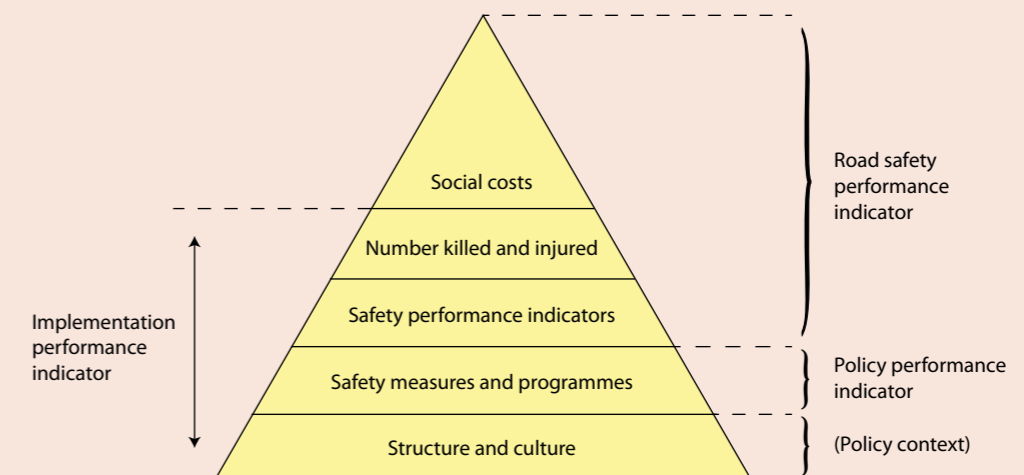 Social costs
Number killed and injured
Safety performance indicators
Safety measures and programmes
Structure and culture
Implementation
performance
indicator
Road safety
performance
indicator
Policy performance
indicator
(Policy context)